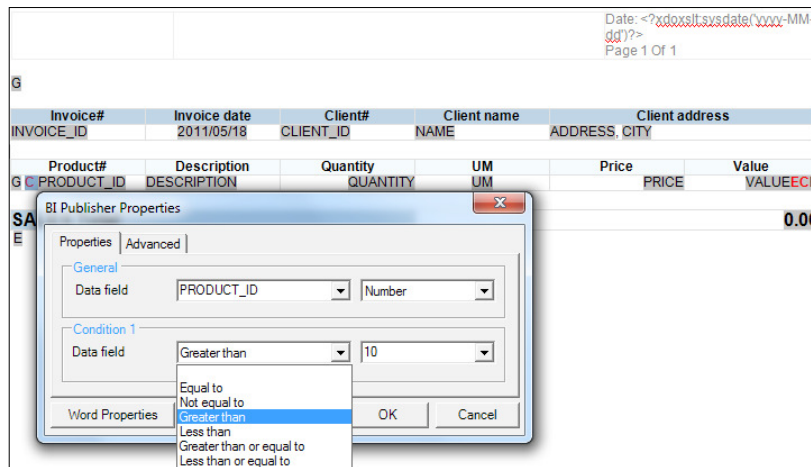 Date: <?xdoxslt:sysdate('yyyy-MM-
dd')?>
Page 1 Of 1
G
Invoice# Invoice date Client# Client name Client address
INVOICE_ID 2011/05/18 CLIENT_ID NAME ADDRESS, CITY
Product# Description Quantity UM Price Value
G C PRODUCT_ID DESCRIPTION QUANTITY UM PRICE VALUE
SA 0.0
E
BI Publisher Properties
Properties Advanced
General
Data field PRODUCT_ID Number
Condition 1
Data field Greater than 10
Equal to
Not equal to
Word Properties Greater than OK Cancel
Less than
Greater than or equal to
Less than or equal to